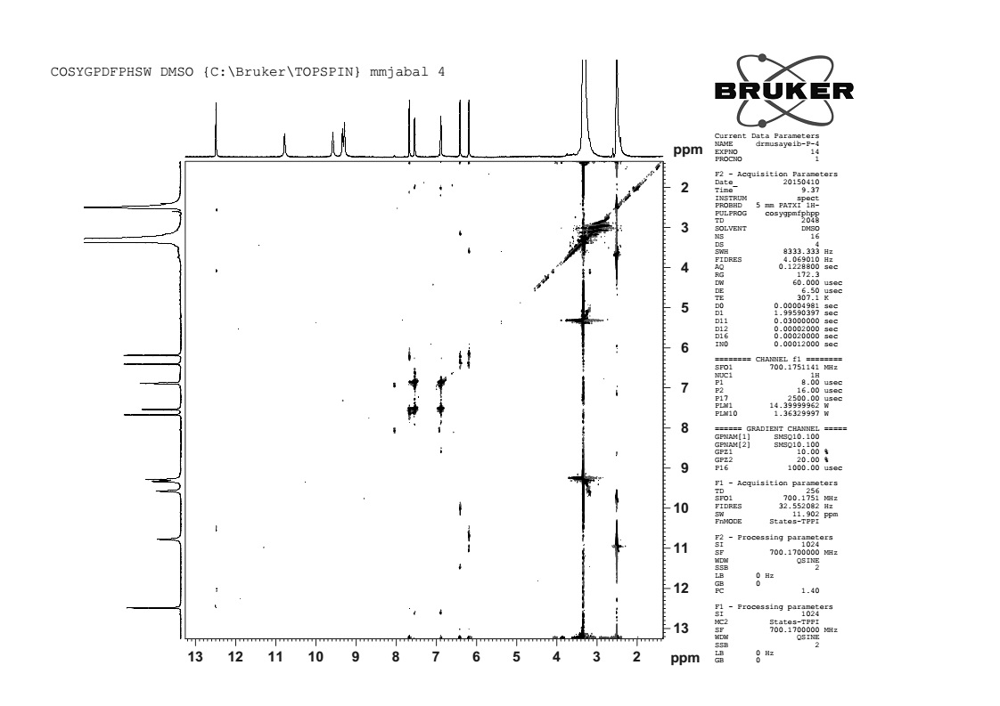 COSYGPDFPHSW DMSO {C:\Bruker\TOPSPIN} mmjabal 4
BRUKER
Current Data Parameters
NAME drmusayeib-P-4
EXPNO 14
PROCNO 1
F2 - Acquisition Parameters
Date_ 20150410
Time 9.37
INSTRUM spect
PROBHD 5 mm PATXI 1H-
PULPROG cosygpmfphpp
TD 2048
SOLVENT DMSO
NS 16
DS 4
SWH 8333.333 Hz
FIDRES 4.069010 Hz
AQ 0.1228800 sec
RG 172.3
DW 60.000 usec
DE 6.50 usec
TE 307.1 K
D0 0.00004981 sec
D1 1.99590397 sec
D11 0.03000000 sec
D12 0.00002000 sec
D16 0.00020000 sec
IN0 0.00012000 sec
======== CHANNEL f1 ========
SFO1 700.1751141 MHz
NUC1 1H
P1 8.00 usec
P2 16.00 usec
P17 2500.00 usec
PLW1 14.39999962 W
PLW10 1.36329997 W
====== GRADIENT CHANNEL =====
GPNAM[1] SMSQ10.100
GPNAM[2] SMSQ10.100
GPZ1 10.00 %
GPZ2 20.00 %
P16 1000.00 usec
F1 - Acquisition parameters
TD 256
SFO1 700.1751 MHz
FIDRES 32.552082 Hz
SW 11.902 ppm
FnMODE States-TPPI
F2 - Processing parameters
SI 1024
SF 700.1700000 MHz
WDW QSINE
SSB 2
LB 0 Hz
GB 0
PC 1.40
F1 - Processing parameters
SI 1024
MC2 States-TPPI
SF 700.1700000 MHz
WDW QSINE
SSB 2
LB 0 Hz
GB 0
ppm
2
3
4
5
6
7
8
9
10
11
12
13
13 12 11 10 9 8 7 6 5 4 3 2 ppm